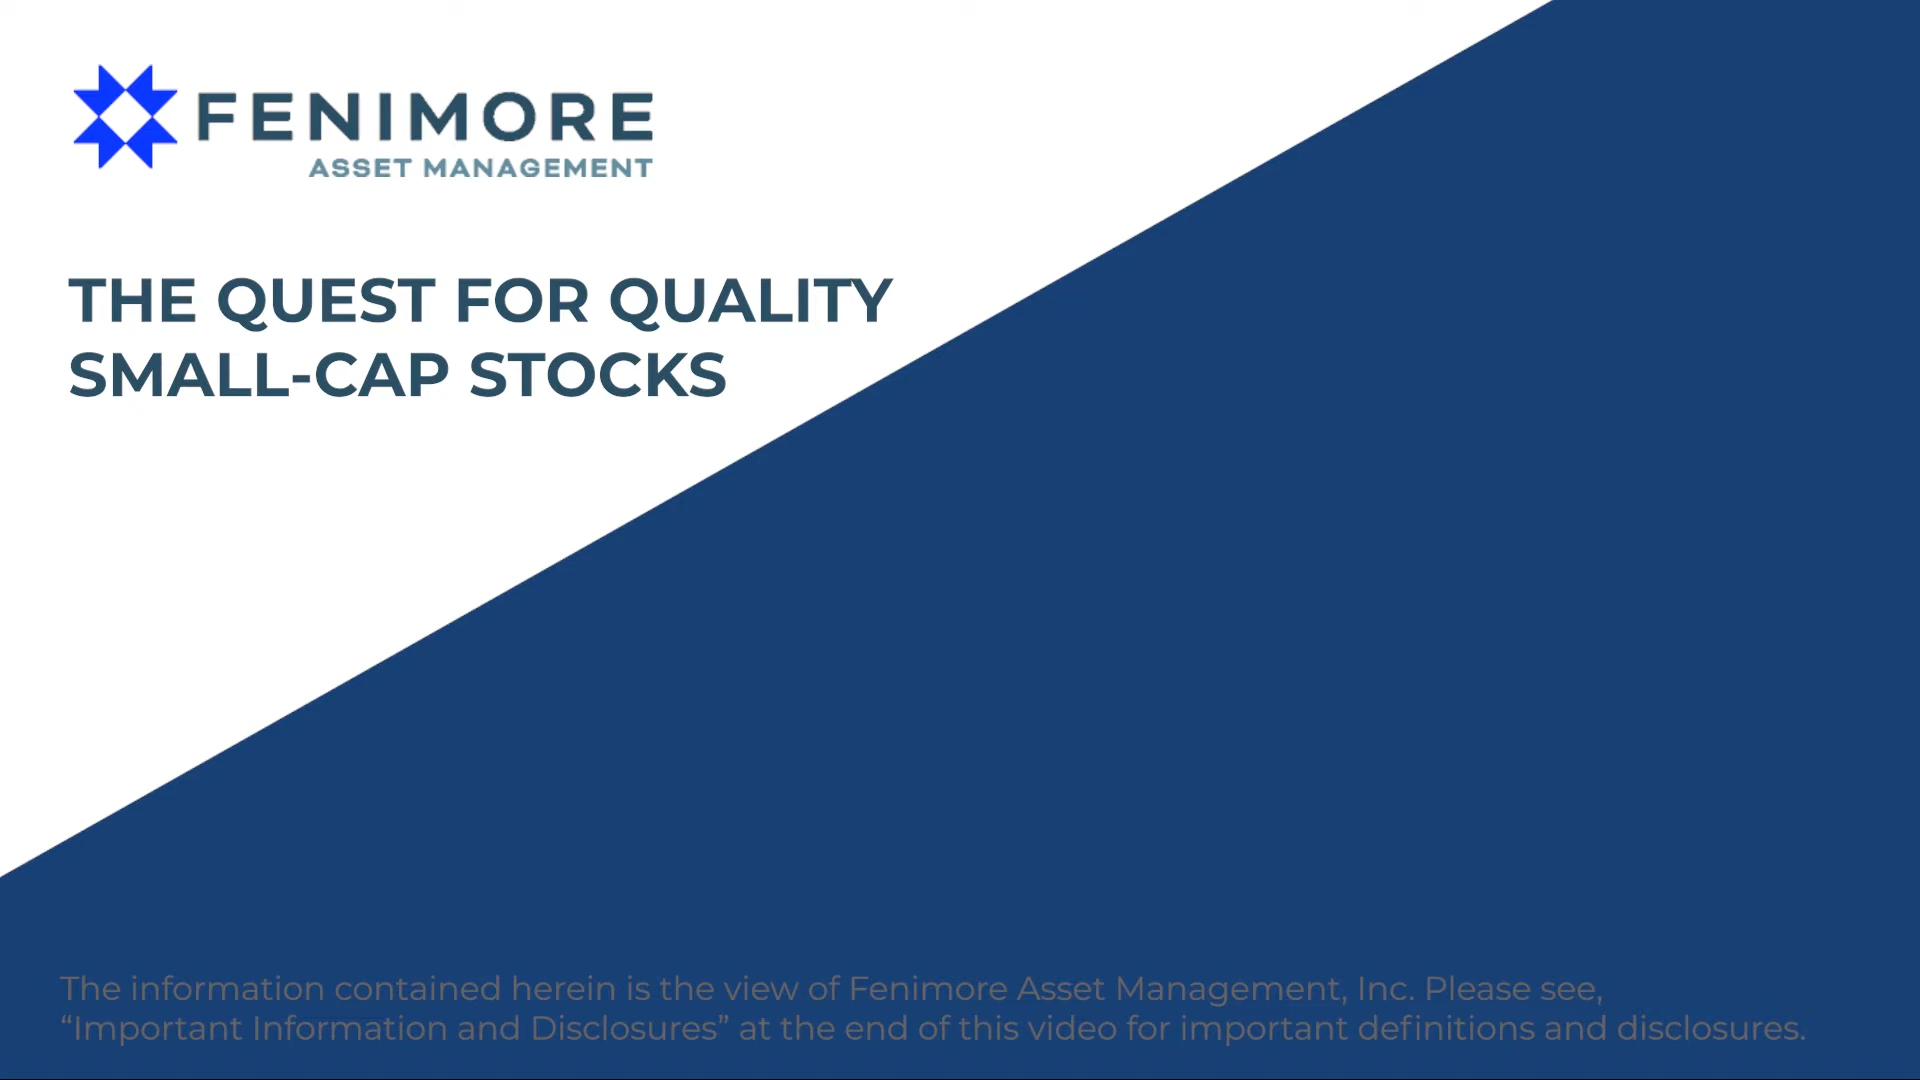 FENIMORE
ASSET MANAGEMENT
THE QUEST FOR QUALITY
SMALL-CAP STOCKS
The information contained herein is the view of Fenimore Asset Management, Inc. Please see,
“Important Information and Disclosures” at the end of this video for important definitions and disclosures.